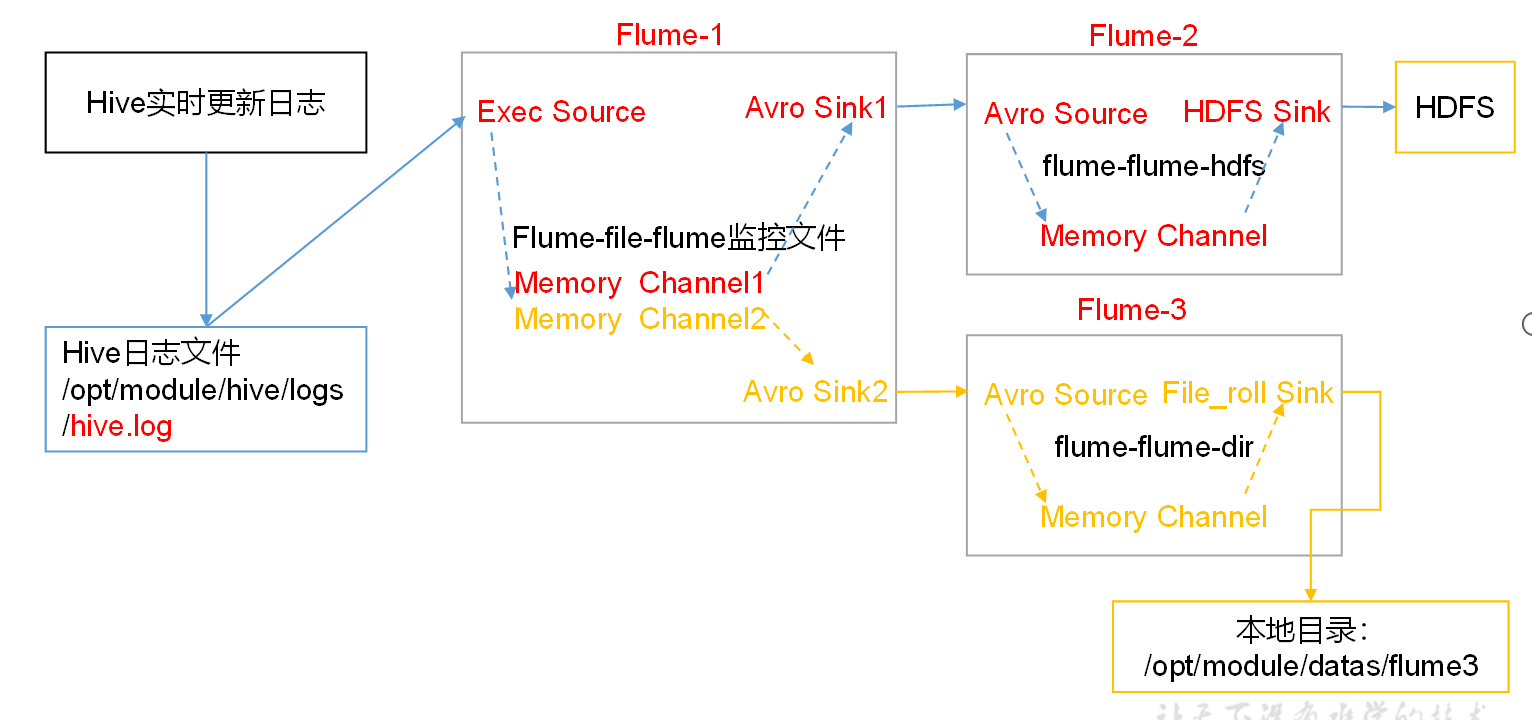 Hive实时更新日志
Hive日志文件
/opt/module/hive/logs
/hive.log
Flume-1
Exec Source
Avro Sink1
Flume-file-flume监控文件
Memory Channel1
Memory Channel2
Avro Sink2
Flume-2
Avro Source
HDFS Sink
flume-flume-hdfs
Memory Channel
HDFS
Flume-3
Avro Source
File_roll Sink
flume-flume-dir
Memory Channel
本地目录：
/opt/module/datas/flume3